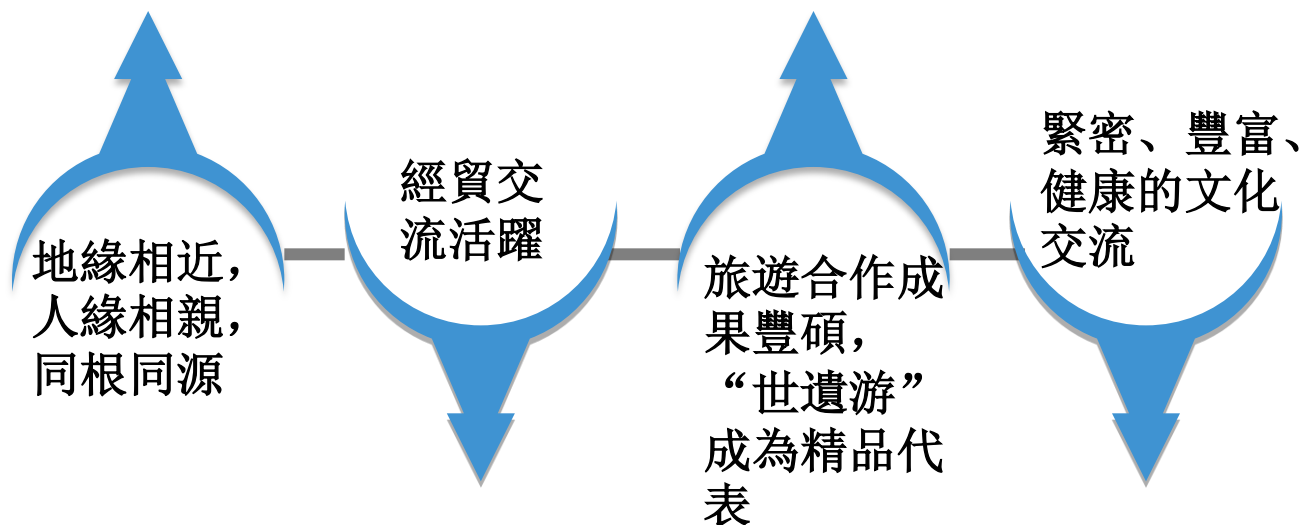 地緣相近，
人緣相親，
同根同源
經貿交
流活躍
旅遊合作成
果豐碩，
“世遺游”
成為精品代
表
緊密、豐富、
健康的文化
交流